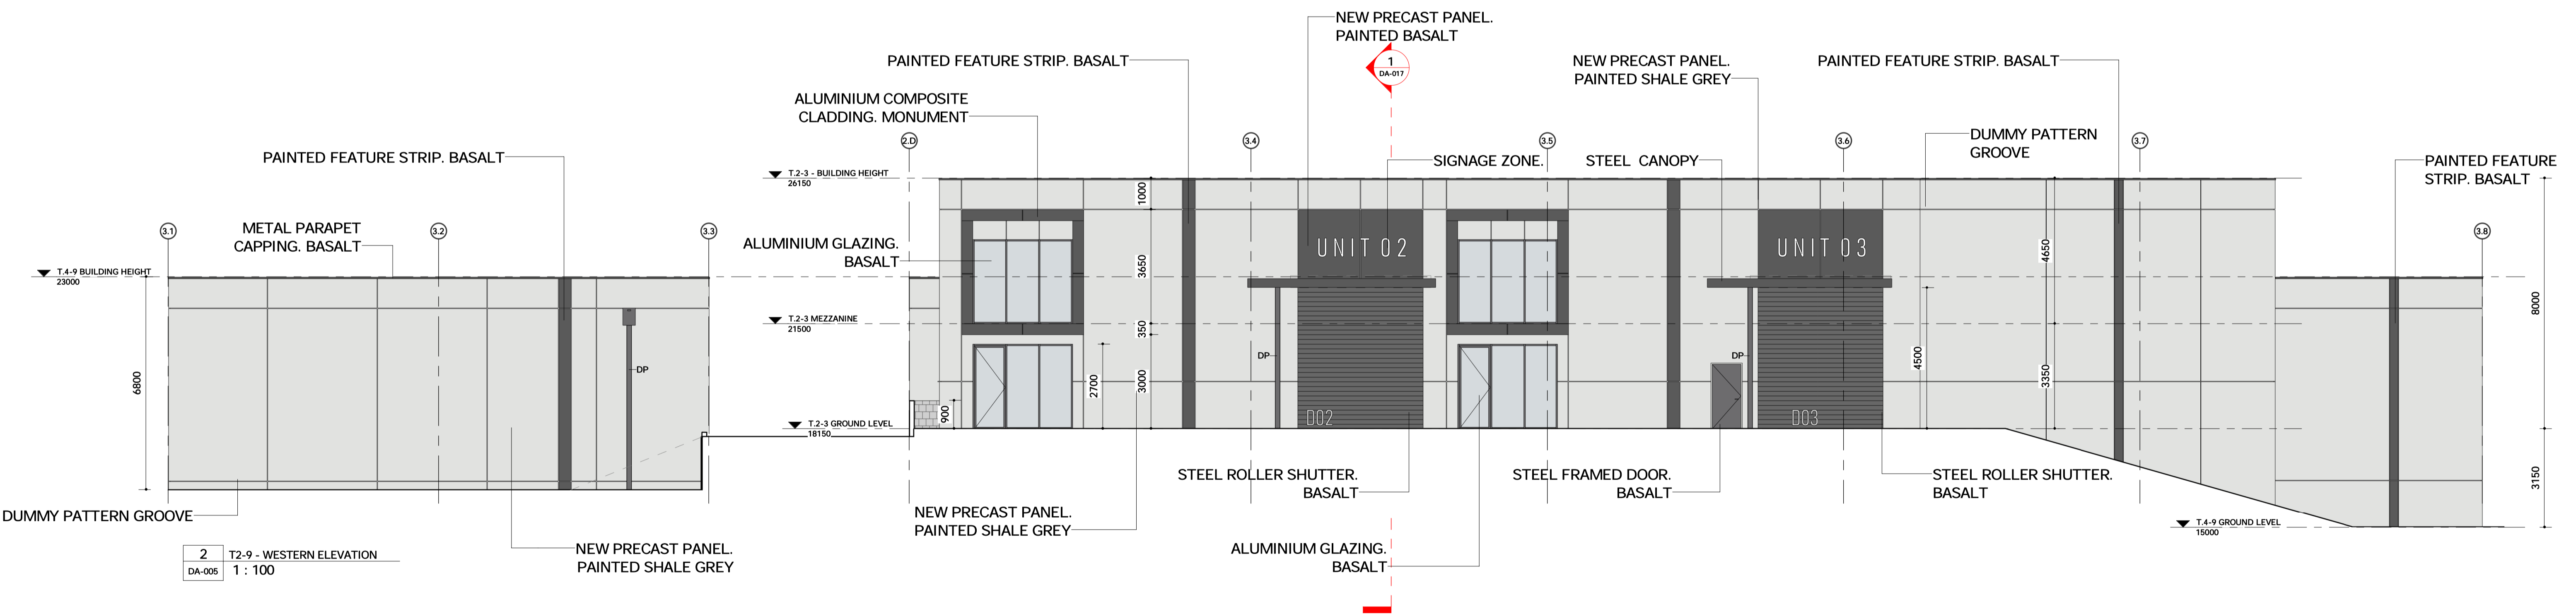 NEW PRECAST PANEL.
PAINTED BASALT
1
DA-017
PAINTED FEATURE STRIP. BASALT
NEW PRECAST PANEL.
PAINTED SHALE GREY
PAINTED FEATURE STRIP. BASALT
ALUMINIUM COMPOSITE
CLADDING. MONUMENT
DUMMY PATTERN
GROOVE
2.D
3.4
3.5
3.6
3.7
PAINTED FEATURE STRIP. BASALT
SIGNAGE ZONE.
STEEL CANOPY
PAINTED FEATURE
STRIP. BASALT
T.2-3 - BUILDING HEIGHT
26150
1000
3.1
METAL PARAPET
CAPPING. BASALT
3.2
3.3
3.8
ALUMINIUM GLAZING.
BASALT
UNIT 02
UNIT 03
3650
4650
T.4-9 BUILDING HEIGHT
23000
8000
T.2-3 MEZZANINE
21500
350
DP
DP
DP
4500
6800
2700
3000
3350
900
D02
D03
T.2-3 GROUND LEVEL
18150
STEEL ROLLER SHUTTER.
BASALT
STEEL FRAMED DOOR.
BASALT
STEEL ROLLER SHUTTER.
BASALT
3150
DUMMY PATTERN GROOVE
NEW PRECAST PANEL.
PAINTED SHALE GREY
T.4-9 GROUND LEVEL
15000
2
DA-005
T2-9 - WESTERN ELEVATION
1 : 100
NEW PRECAST PANEL.
PAINTED SHALE GREY
ALUMINIUM GLAZING.
BASALT